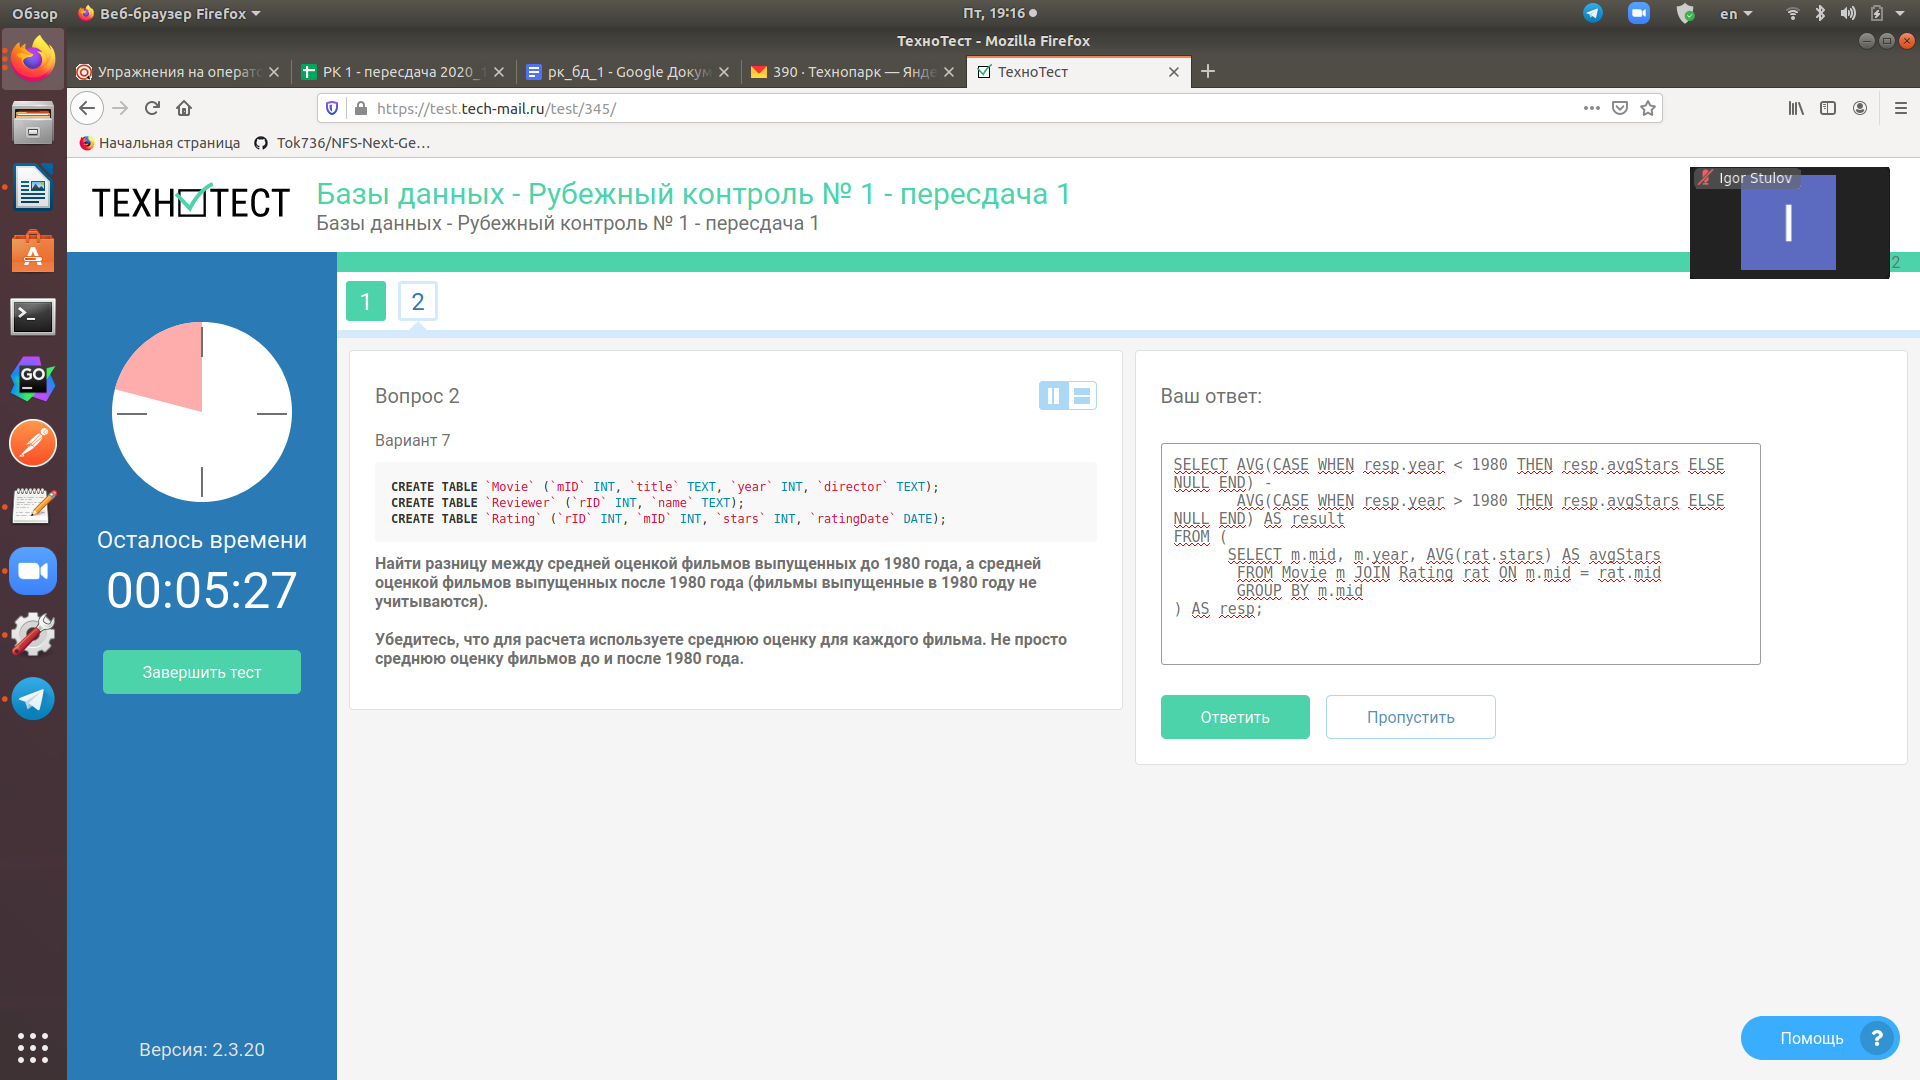 Обзор
Веб-браузер Firefox
Пт, 19:16
en
ТехноТест - Mozilla Firefox
Упражнения на операто
РК 1 - пересдача 2020_1
рк_бд_1 - Google Докум
390 · Технопарк — Янде
ТехноТест
https://test.tech-mail.ru/test/345/
Начальная страница
Tok736/NFS-Next-Ge…
ТЕХНОТЕСТ
Базы данных - Рубежный контроль № 1 - пересдача 1
Базы данных - Рубежный контроль № 1 - пересдача 1
Igor Stulov
I
2
1
2
Осталось времени
00:05:27
Завершить тест
Версия: 2.3.20
Вопрос 2
Вариант 7
CREATE TABLE `Movie` (`mID` INT, `title` TEXT, `year` INT, `director` TEXT);
CREATE TABLE `Reviewer` (`rID` INT, `name` TEXT);
CREATE TABLE `Rating` (`rID` INT, `mID` INT, `stars` INT, `ratingDate` DATE);
Найти разницу между средней оценкой фильмов выпущенных до 1980 года, а средней
оценкой фильмов выпущенных после 1980 года (фильмы выпущенные в 1980 году не
учитываются).
Убедитесь, что для расчета используете среднюю оценку для каждого фильма. Не просто
среднюю оценку фильмов до и после 1980 года.
Ваш ответ:
SELECT AVG(CASE WHEN resp.year < 1980 THEN resp.avgStars ELSE
NULL END) -
AVG(CASE WHEN resp.year > 1980 THEN resp.avgStars ELSE
NULL END) AS result
FROM (
SELECT m.mid, m.year, AVG(rat.stars) AS avgStars
FROM Movie m JOIN Rating rat ON m.mid = rat.mid
GROUP BY m.mid
) AS resp;
Ответить
Пропустить
Помощь ?